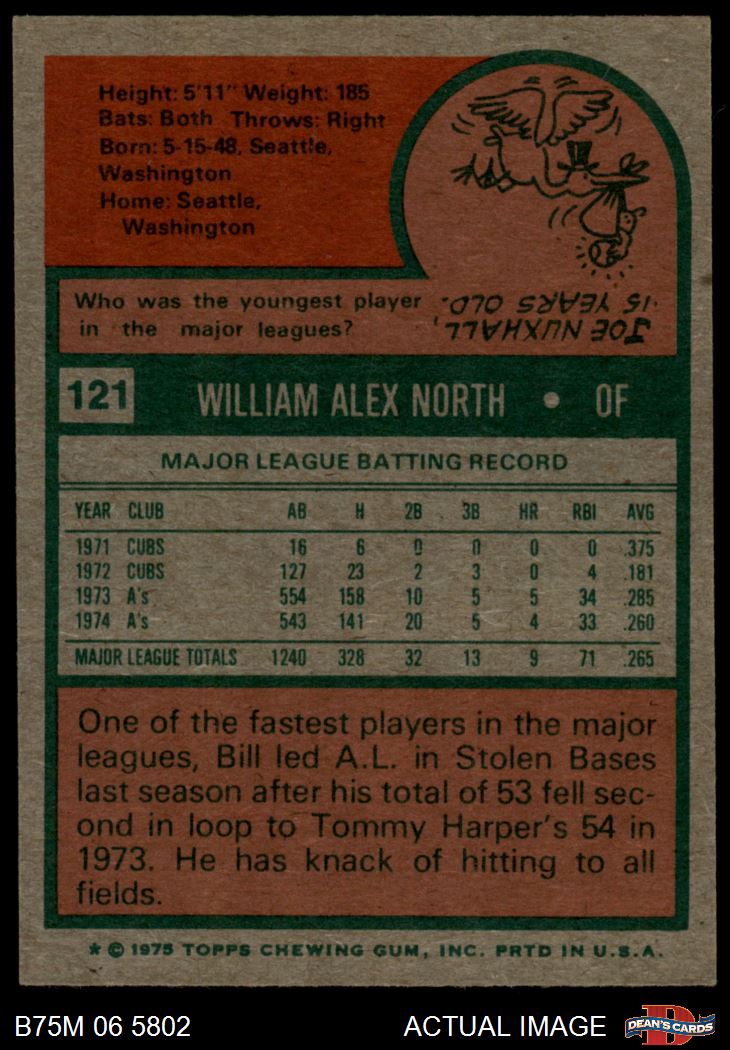 Height: 5'11" Weight: 185
Bats: Both Throws: Right
Born: 5-15-48, Seattle,
Washington
Home: Seattle,
Washington
Who was the youngest player
in the major leagues?
JOE NUXHALL,
15 YEARS OLD.
121 WILLIAM ALEX NORTH • OF
MAJOR LEAGUE BATTING RECORD
YEAR CLUB AB H 2B 3B HR RBI AVG
1971 CUBS 16 6 0 0 0 0 .375
1972 CUBS 127 23 2 3 0 4 .181
1973 A's 554 158 10 5 5 34 .285
1974 A's 543 141 20 5 4 33 .260
MAJOR LEAGUE TOTALS 1240 328 32 13 9 71 .265
One of the fastest players in the major
leagues, Bill led A.L. in Stolen Bases
last season after his total of 53 fell sec-
ond in loop to Tommy Harper's 54 in
1973. He has knack of hitting to all
fields.
* © 1975 TOPPS CHEWING GUM, INC. PRTD IN U.S.A.
B75M 06 5802 ACTUAL IMAGE D DEAN'S CARDS